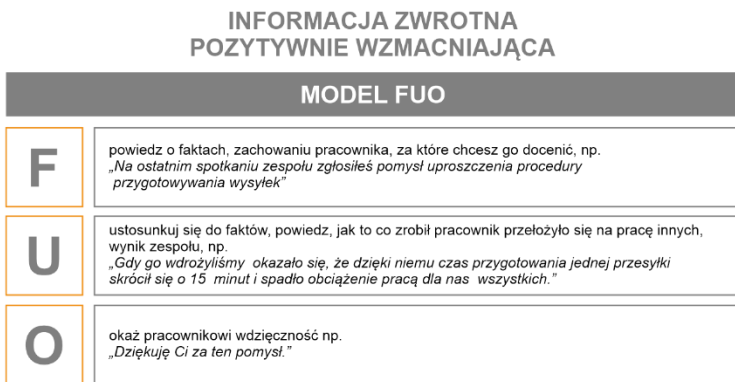 INFORMACJA ZWROTNA
POZYTYWNIE WZMACNIAJĄCA
MODEL FUO
F
powiedz o faktach, zachowaniu pracownika, za które chcesz go docenić, np.
„Na ostatnim spotkaniu zespołu zgłosiłeś pomysł uproszczenia procedury
przygotowywania wysyłek”
U
ustosunkuj się do faktów, powiedz, jak to co zrobił pracownik przełożyło się na pracę innych,
wynik zespołu, np.
„Gdy go wdrożyliśmy okazało się, że dzięki niemu czas przygotowania jednej przesyłki
skrócił się o 15 minut i spadło obciążenie pracą dla nas wszystkich.”
O
okaż pracownikowi wdzięczność np.
„Dziękuję Ci za ten pomysł.”